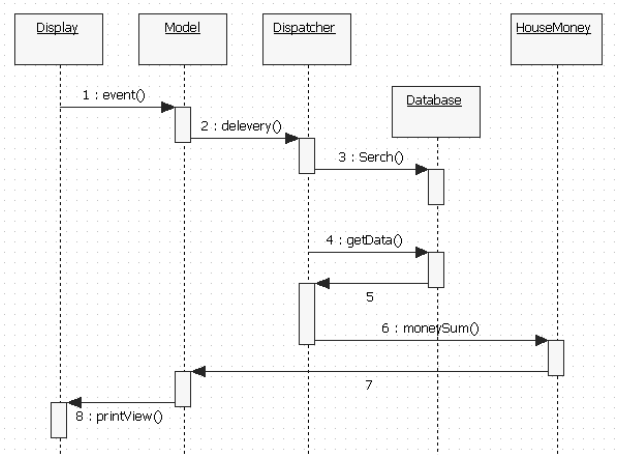 Display
Model
Dispatcher
HouseMoney
Database
1 : event()
2 : delevery()
3 : Serch()
4 : getData()
5
6 : moneySum()
7
8 : printView()